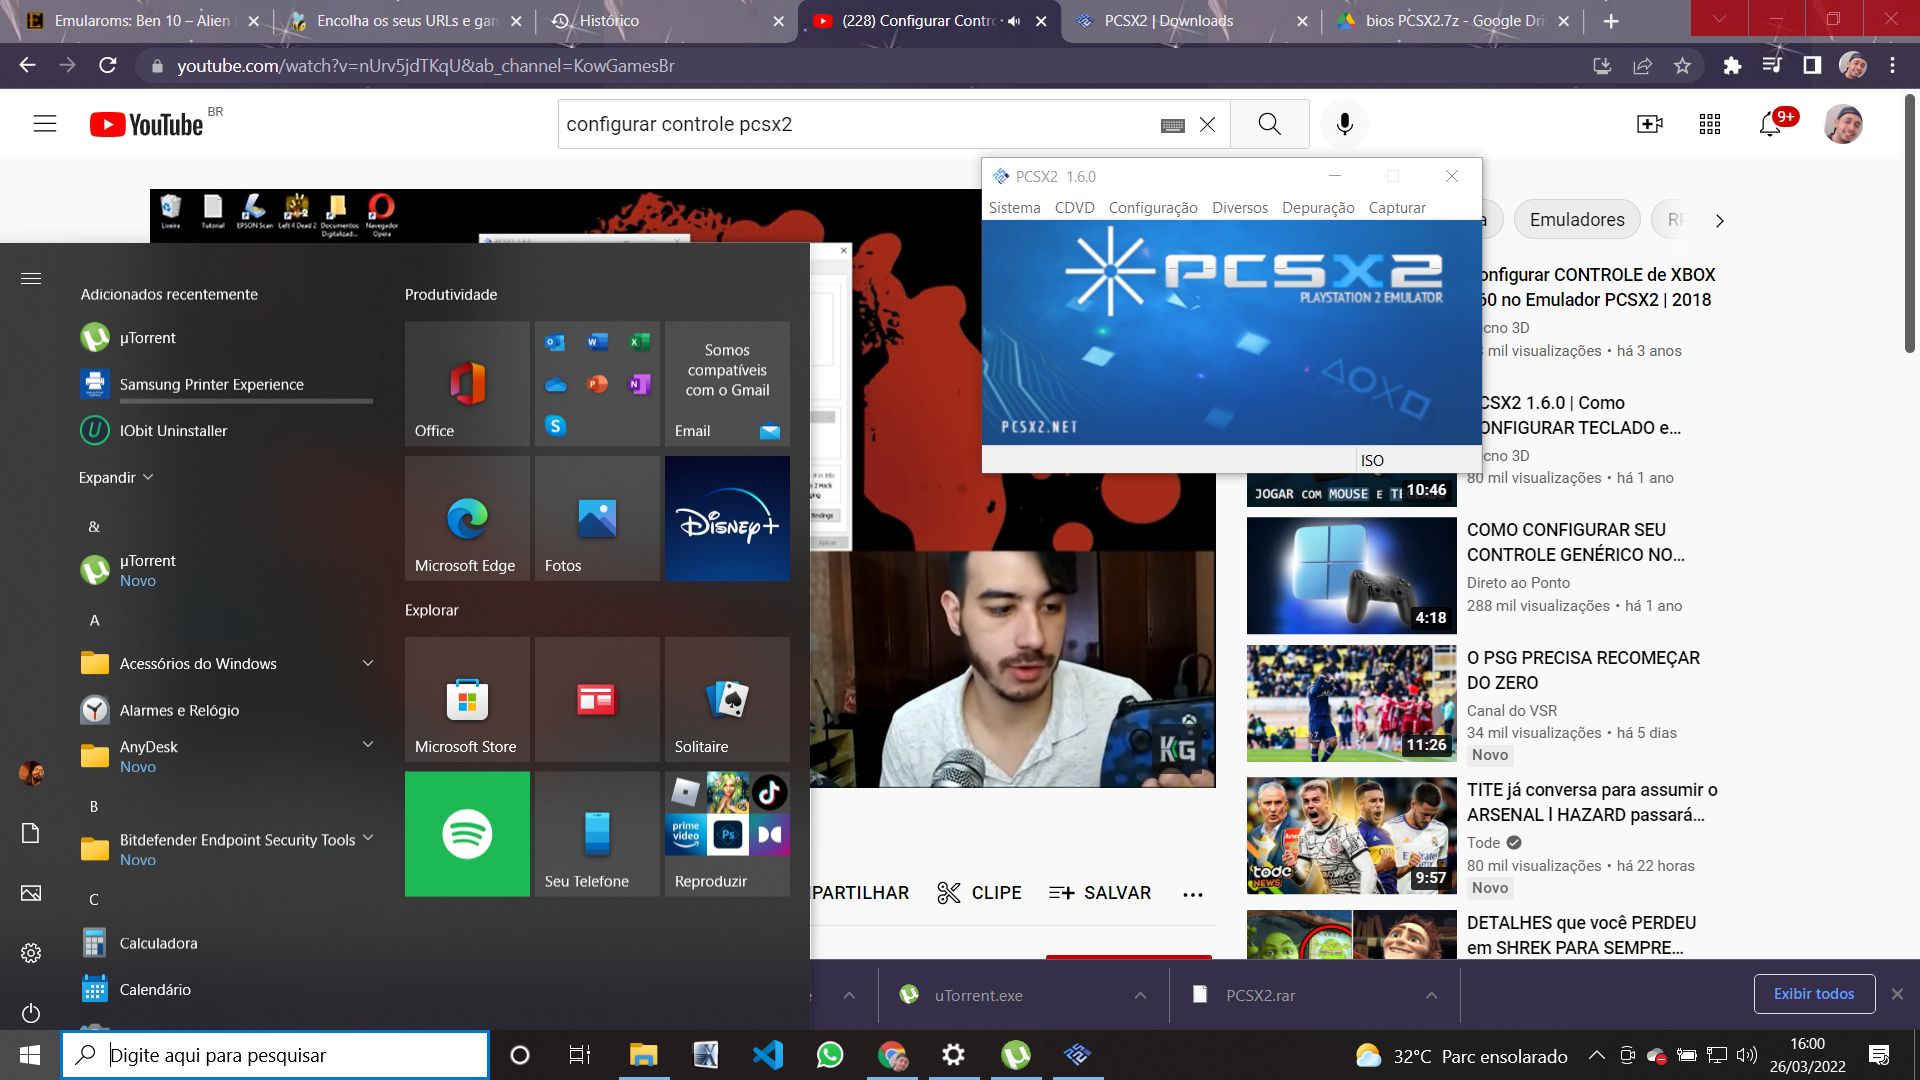 Emularoms: Ben 10 – Alien
Encolha os seus URLs e gan
Histórico
(228) Configurar Contro
PCSX2 | Downloads
bios PCSX2.7z - Google Dri
youtube.com/watch?v=nUrv5jdTKqU&ab_channel=KowGamesBr
YouTube BR
configurar controle pcsx2
9+
PCSX2 1.6.0
Sistema CDVD Configuração Diversos Depuração Capturar
PCSX2
PLAYSTATION 2 EMULATOR
PCSX2.NET
ISO
Lixeira
Tutorial
EPSON Scan
Left 4 Dead 2
Documentos Digitalizad...
Navegador Opera
Emuladores
onfigurar CONTROLE de XBOX
60 no Emulador PCSX2 | 2018
cno 3D
mil visualizações • há 3 anos
CSX2 1.6.0 | Como
ONFIGURAR TECLADO e...
cno 3D
80 mil visualizações • há 1 ano
JOGAR COM MOUSE E TE
10:46
COMO CONFIGURAR SEU
CONTROLE GENÉRICO NO...
Direto ao Ponto
288 mil visualizações • há 1 ano
4:18
O PSG PRECISA RECOMEÇAR
DO ZERO
Canal do VSR
34 mil visualizações • há 5 dias
Novo
11:26
TITE já conversa para assumir o
ARSENAL l HAZARD passará...
Tode
80 mil visualizações • há 22 horas
Novo
tode
NEWS
9:57
DETALHES que você PERDEU
em SHREK PARA SEMPRE...
Adicionados recentemente
µTorrent
Samsung Printer Experience
IObit Uninstaller
Expandir
&
µTorrent
Novo
A
Acessórios do Windows
Alarmes e Relógio
AnyDesk
Novo
B
Bitdefender Endpoint Security Tools
Novo
C
Calculadora
Calendário
Produtividade
Office
Somos
compatíveis
com o Gmail
Email
Microsoft Edge
Fotos
Disney+
Explorar
Microsoft Store
Solitaire
Seu Telefone
prime video
Ps
Reproduzir
KG
PARTILHAR
CLIPE
SALVAR
uTorrent.exe
PCSX2.rar
Exibir todos
Digite aqui para pesquisar
32°C Parc ensolarado
16:00
26/03/2022